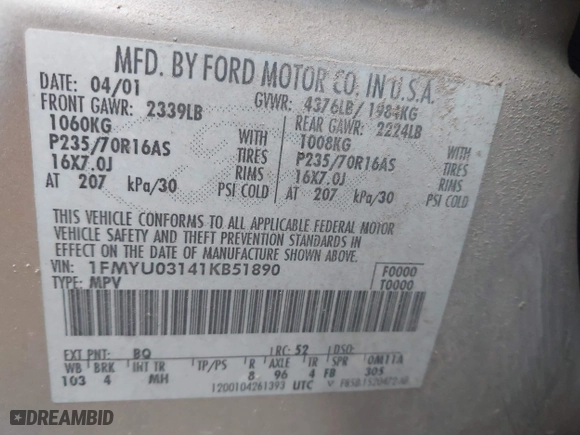 MFD. BY FORD MOTOR CO. IN U.S.A.
DATE: 04/01 GVWR: 4376LB/ 1984KG
FRONT GAWR: 2339LB REAR GAWR: 2224LB
1060KG WITH 1008KG WITH
P235/70R16AS TIRES P235/70R16AS TIRES
16X7.0J RIMS 16X7.0J RIMS
AT 207 kPa/30 PSI COLD AT 207 kPa/30 PSI COLD
THIS VEHICLE CONFORMS TO ALL APPLICABLE FEDERAL MOTOR
VEHICLE SAFETY AND THEFT PREVENTION STANDARDS IN
EFFECT ON THE DATE OF MANUFACTURE SHOWN ABOVE.
VIN: 1FMYU03141KB51890 F0000
TYPE: MPV T0000
EXT PNT: BQ RC: 52 DSO:
WB BRK INT TR TP/PS R AXLE TR SPR OM11A
103 4 MH 8 96 4 FB 305
1200104261393 UTC
DREAMBID